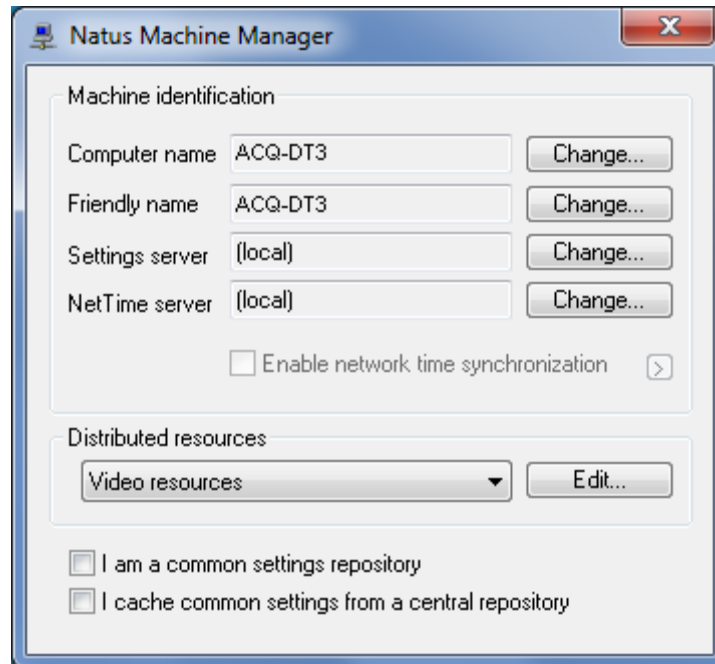 Natus Machine Manager
Machine identification
Computer name ACQ-DT3 Change...
Friendly name ACQ-DT3 Change...
Settings server (local) Change...
NetTime server (local) Change...
Enable network time synchronization >
Distributed resources
Video resources Edit...
I am a common settings repository
I cache common settings from a central repository